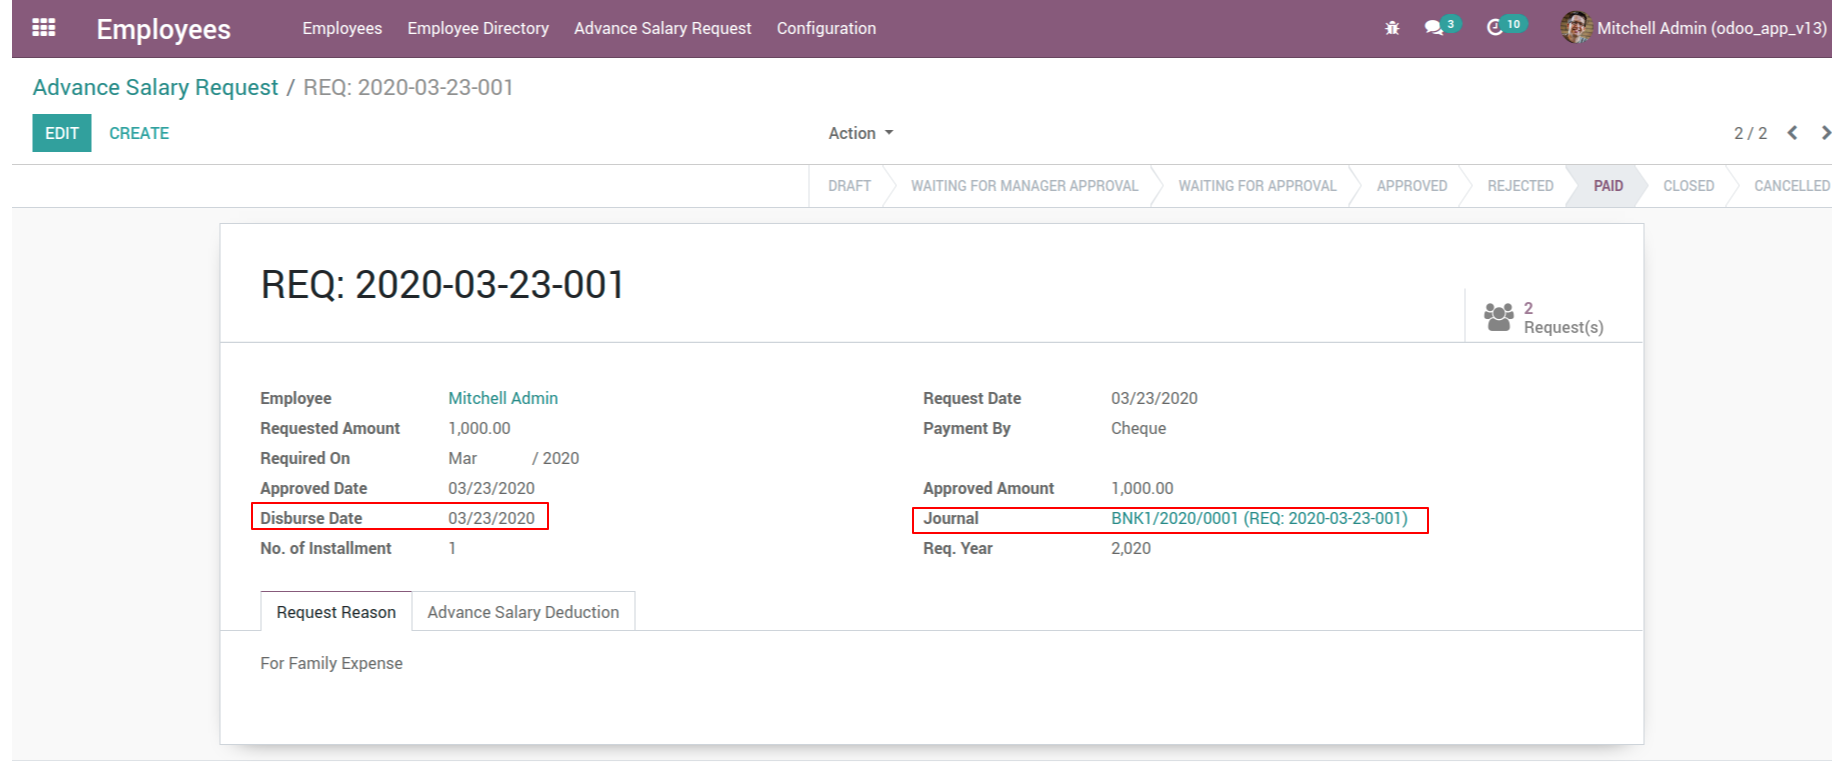 Employees Employees Employee Directory Advance Salary Request Configuration 3 10 Mitchell Admin (odoo_app_v13)
Advance Salary Request / REQ: 2020-03-23-001
EDIT CREATE Action 2 / 2
DRAFT WAITING FOR MANAGER APPROVAL WAITING FOR APPROVAL APPROVED REJECTED PAID CLOSED CANCELLED
REQ: 2020-03-23-001
2
Request(s)
Employee Mitchell Admin Request Date 03/23/2020
Requested Amount 1,000.00 Payment By Cheque
Required On Mar / 2020
Approved Date 03/23/2020 Approved Amount 1,000.00
Disburse Date 03/23/2020 Journal BNK1/2020/0001 (REQ: 2020-03-23-001)
No. of Installment 1 Req. Year 2,020
Request Reason Advance Salary Deduction
For Family Expense